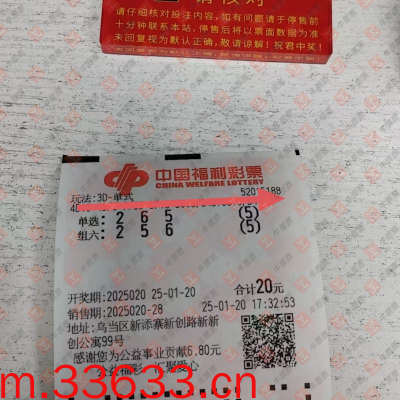 请仔细核对投注内容，如有问题请于停售前
十分钟联系本站，停售后将以票面数据为准
未回复视为默认正确，敬请谅解！祝君中奖！
中国福利彩票
CHINA WELFARE LOTTERY
玩法:3D-单式
单选: 2 6 5 (5)
组六: 2 5 6 (5)
开奖期:2025020 25-01-20 合计20元
销售期:2025020-28 25-01-20 17:32:53
地址:乌当区新添寨新创路新新
创公寓99号
感谢您为公益事业贡献6.80元
m.33633.com.cn